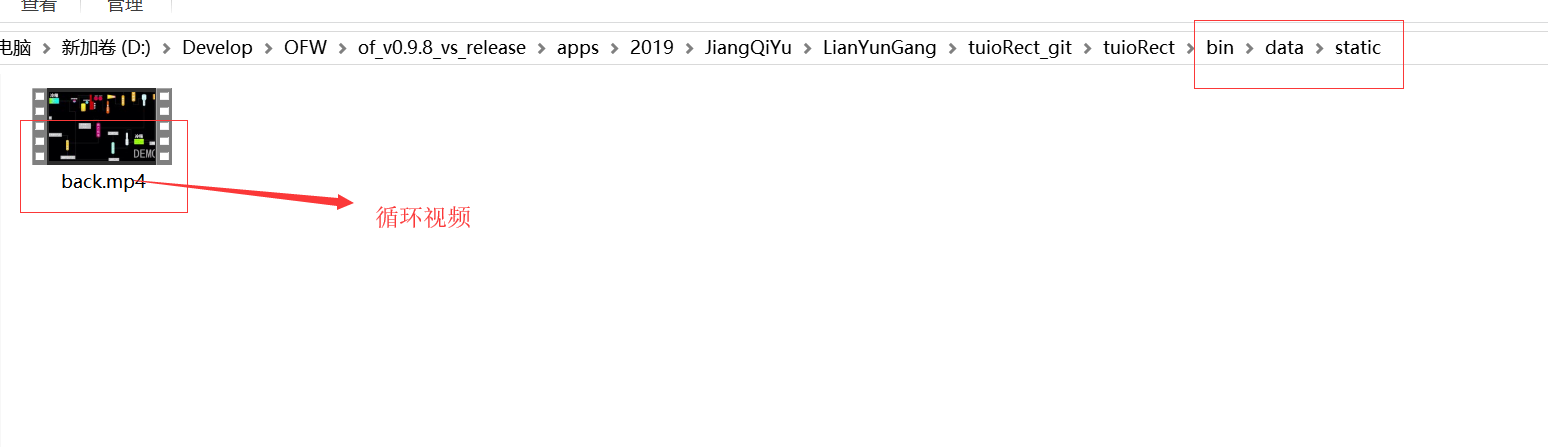 查看 管理
电脑 新加卷 (D:) Develop OFW of_v0.9.8_vs_release apps 2019 JiangQiYu LianYunGang tuioRect_git tuioRect bin data static
DEMO
back.mp4
循环视频